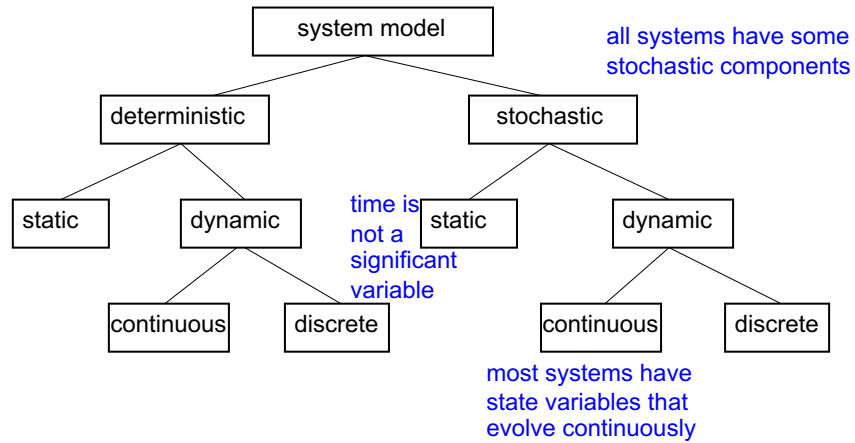 system model
all systems have some
stochastic components
deterministic
stochastic
static
dynamic
time is
not a
significant
variable
static
dynamic
continuous
discrete
continuous
discrete
most systems have
state variables that
evolve continuously